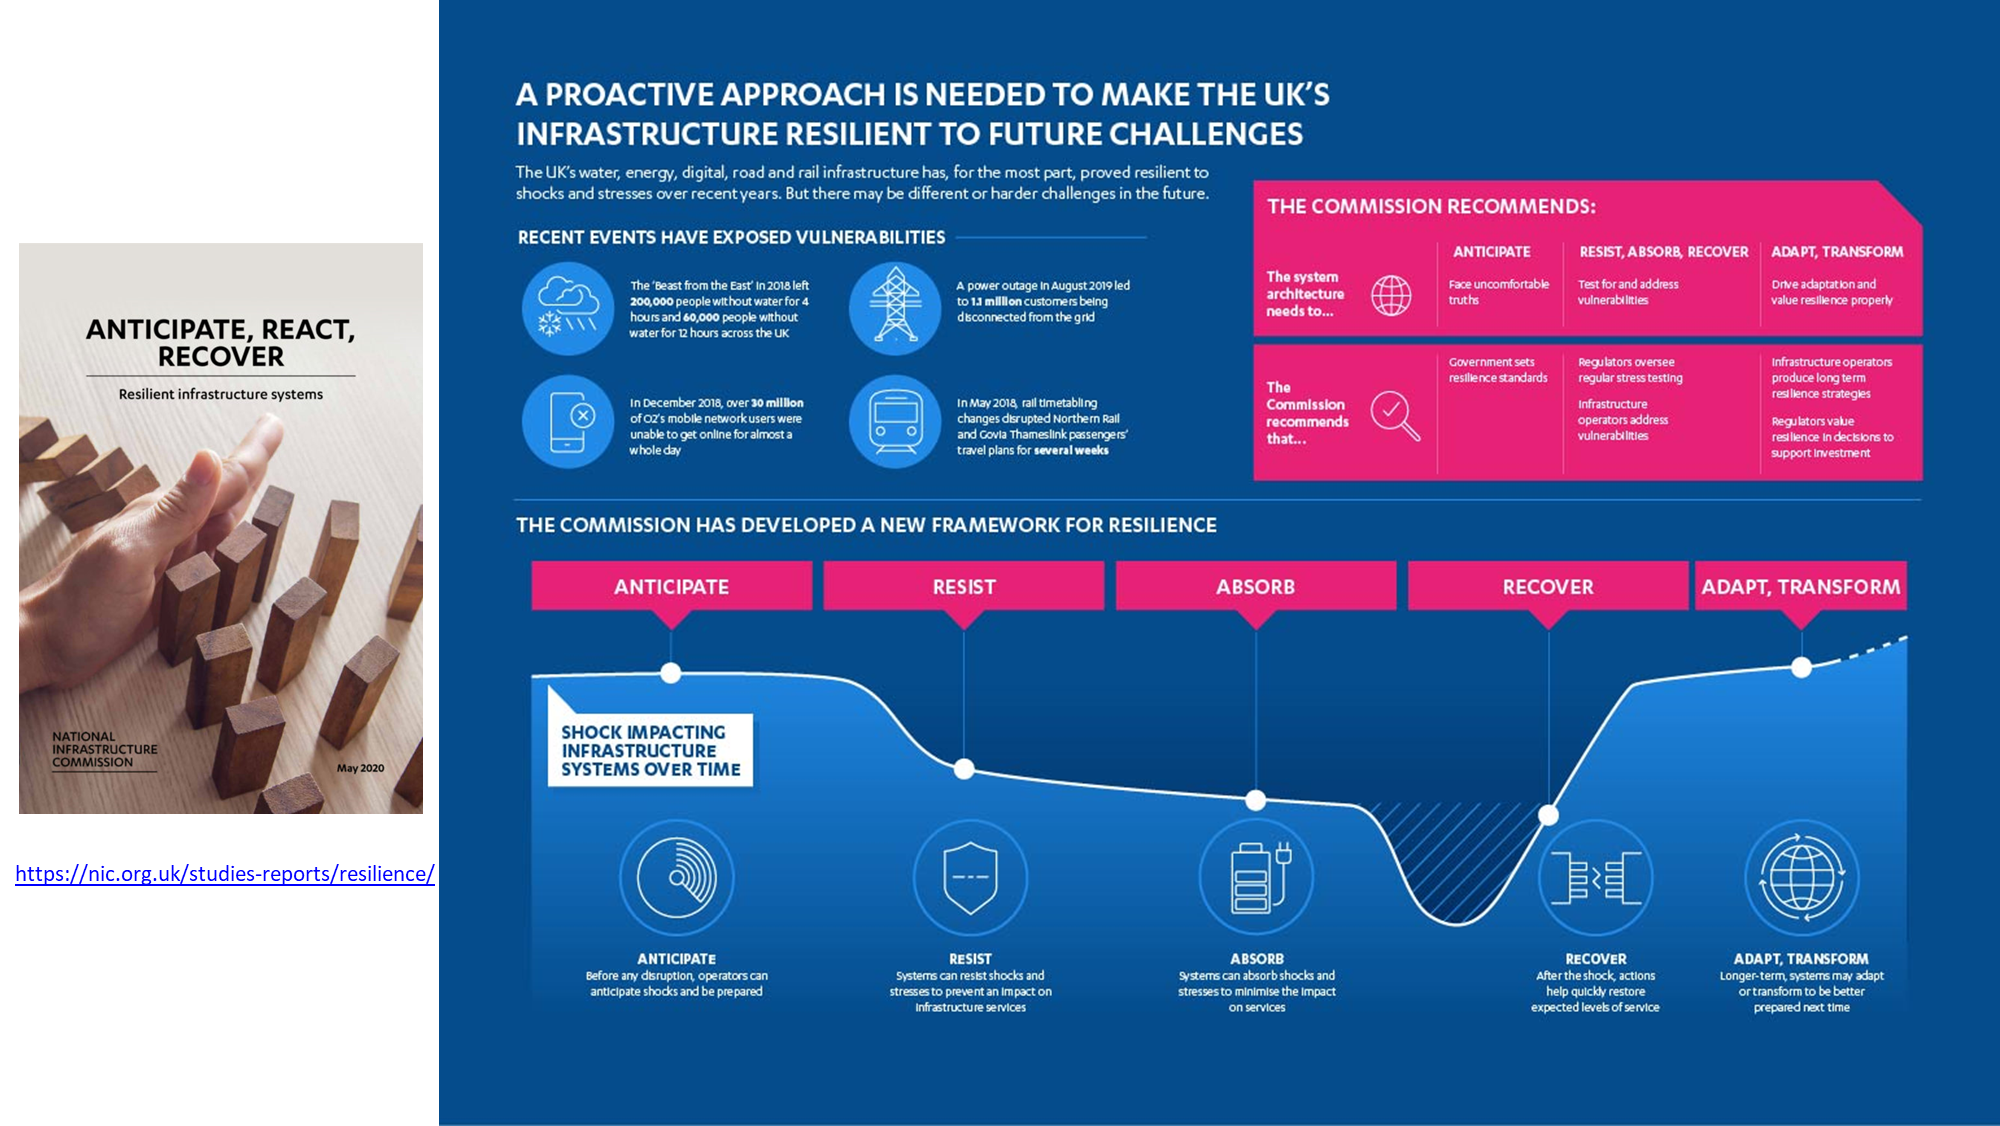 ANTICIPATE, REACT,
RECOVER
Resilient infrastructure systems
NATIONAL
INFRASTRUCTURE
COMMISSION
May 2020
https://nic.org.uk/studies-reports/resilience/
A PROACTIVE APPROACH IS NEEDED TO MAKE THE UK'S
INFRASTRUCTURE RESILIENT TO FUTURE CHALLENGES
The UK's water, energy, digital, road and rail infrastructure has, for the most part, proved resilient to
shocks and stresses over recent years. But there may be different or harder challenges in the future.
RECENT EVENTS HAVE EXPOSED VULNERABILITIES
The 'Beast from the East' in 2018 left
200,000 people without water for 4
hours and 60,000 people without
water for 12 hours across the UK
A power outage in August 2019 led
to 1.1 million customers being
disconnected from the grid
In December 2018, over 30 million
of O2's mobile network users were
unable to get online for almost a
whole day
In May 2018, rail timetabling
changes disrupted Northern Rail
and Govia Thameslink passengers'
travel plans for several weeks
THE COMMISSION RECOMMENDS:
ANTICIPATE
RESIST, ABSORB, RECOVER
ADAPT, TRANSFORM
The system
architecture
needs to...
Face uncomfortable
truths
Test for and address
vulnerabilities
Drive adaptation and
value resilience properly
The
Commission
recommends
that...
Government sets
resilience standards
Regulators oversee
regular stress testing
Infrastructure
operators address
vulnerabilities
Infrastructure operators
produce long term
resilience strategies
Regulators value
resilience in decisions to
support investment
THE COMMISSION HAS DEVELOPED A NEW FRAMEWORK FOR RESILIENCE
ANTICIPATE
RESIST
ABSORB
RECOVER
ADAPT, TRANSFORM
SHOCK IMPACTING
INFRASTRUCTURE
SYSTEMS OVER TIME
ANTICIPATE
Before any disruption, operators can
anticipate shocks and be prepared
RESIST
Systems can resist shocks and
stresses to prevent an impact on
infrastructure services
ABSORB
Systems can absorb shocks and
stresses to minimise the impact
on services
RECOVER
After the shock, actions
help quickly restore
expected levels of service
ADAPT, TRANSFORM
Longer-term, systems may adapt
or transform to be better
prepared next time